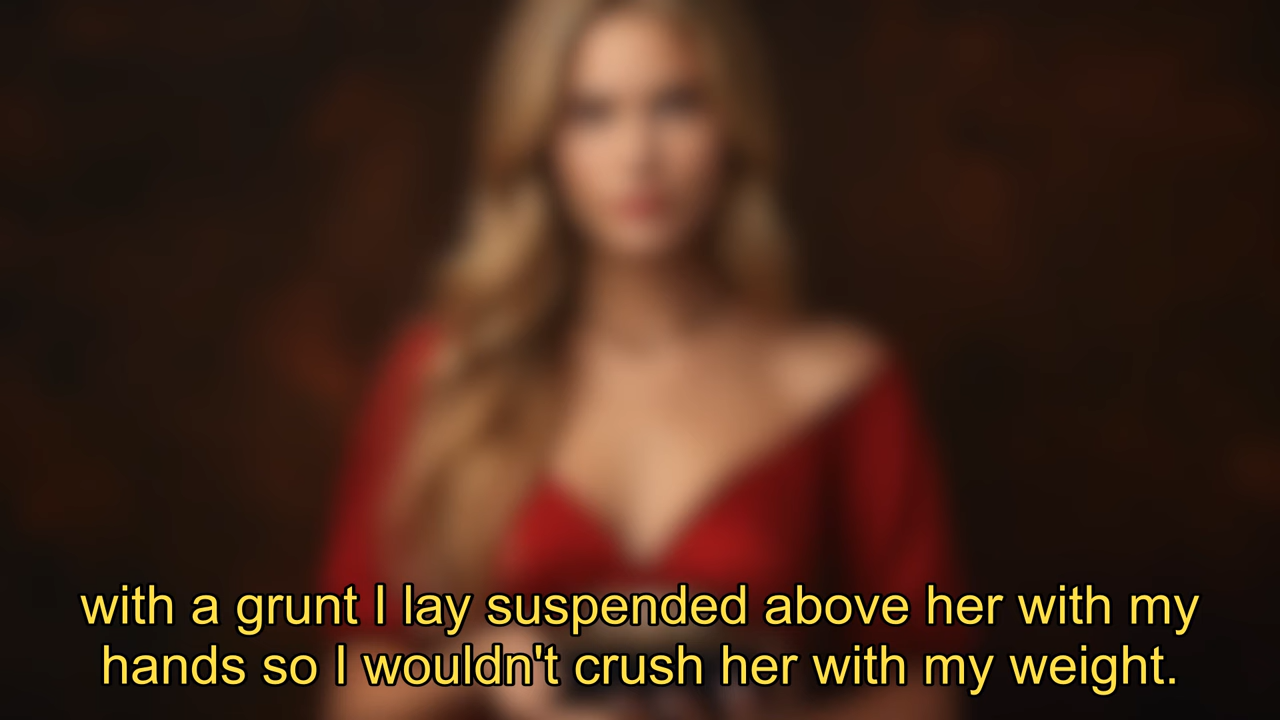 with a grunt I lay suspended above her with my
hands so I wouldn't crush her with my weight.